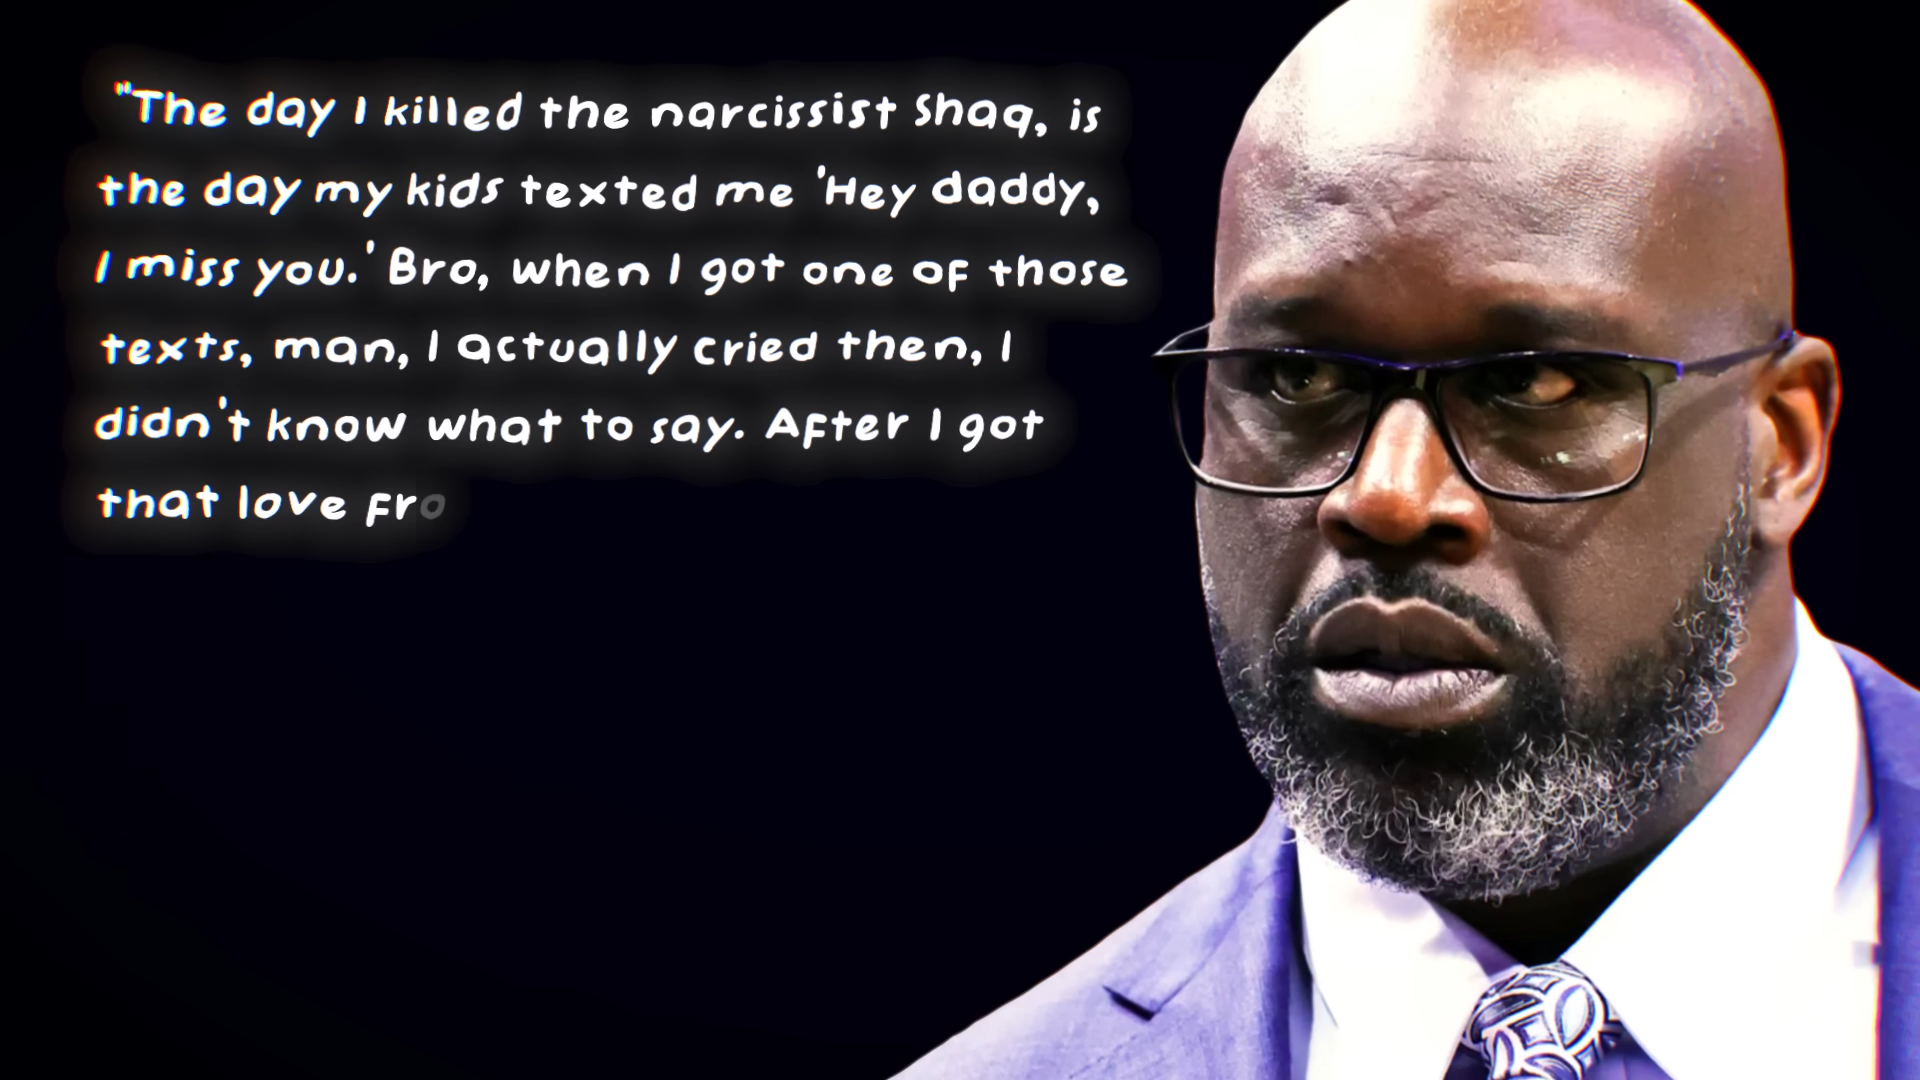 "The day I killed the narcissist Shaq, is
the day my kids texted me 'Hey daddy,
I miss you.' Bro, when I got one of those
texts, man, I actually cried then, I
didn't know what to say. After I got
that love fro